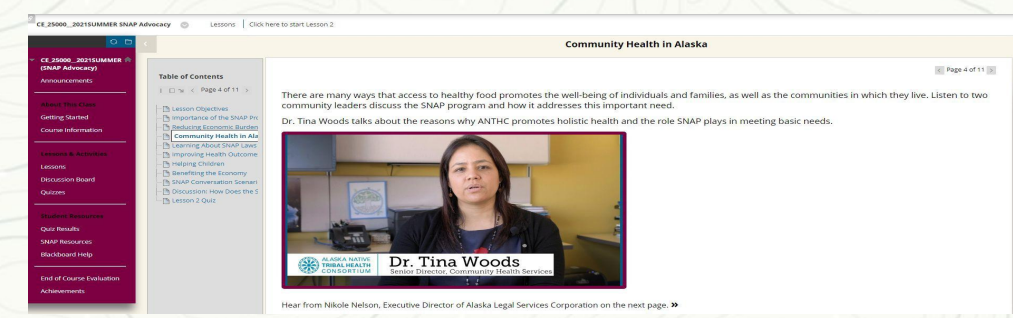 CE_25000__2021SUMMER SNAP Advocacy
Lessons
Click here to start Lesson 2
Community Health in Alaska
CE_25000__2021SUMMER
(SNAP Advocacy)
Announcements
About This Class
Getting Started
Course Information
Lessons & Activities
Lessons
Discussion Board
Quizzes
Student Resources
Quiz Results
SNAP Resources
Blackboard Help
End of Course Evaluation
Achievements
Table of Contents
Page 4 of 11
Lesson Objectives
Importance of the SNAP Pro
Reducing Economic Burden
Community Health in Ala
Learning About SNAP Laws
Improving Health Outcome
Helping Children
Benefiting the Economy
SNAP Conversation Scenari
Discussion: How Does the S
Lesson 2 Quiz
Page 4 of 11
There are many ways that access to healthy food promotes the well-being of individuals and families, as well as the communities in which they live. Listen to two
community leaders discuss the SNAP program and how it addresses this important need.
Dr. Tina Woods talks about the reasons why ANTHC promotes holistic health and the role SNAP plays in meeting basic needs.
ALASKA NATIVE
TRIBAL HEALTH
CONSORTIUM
Dr. Tina Woods
Senior Director, Community Health Services
Hear from Nikole Nelson, Executive Director of Alaska Legal Services Corporation on the next page. »